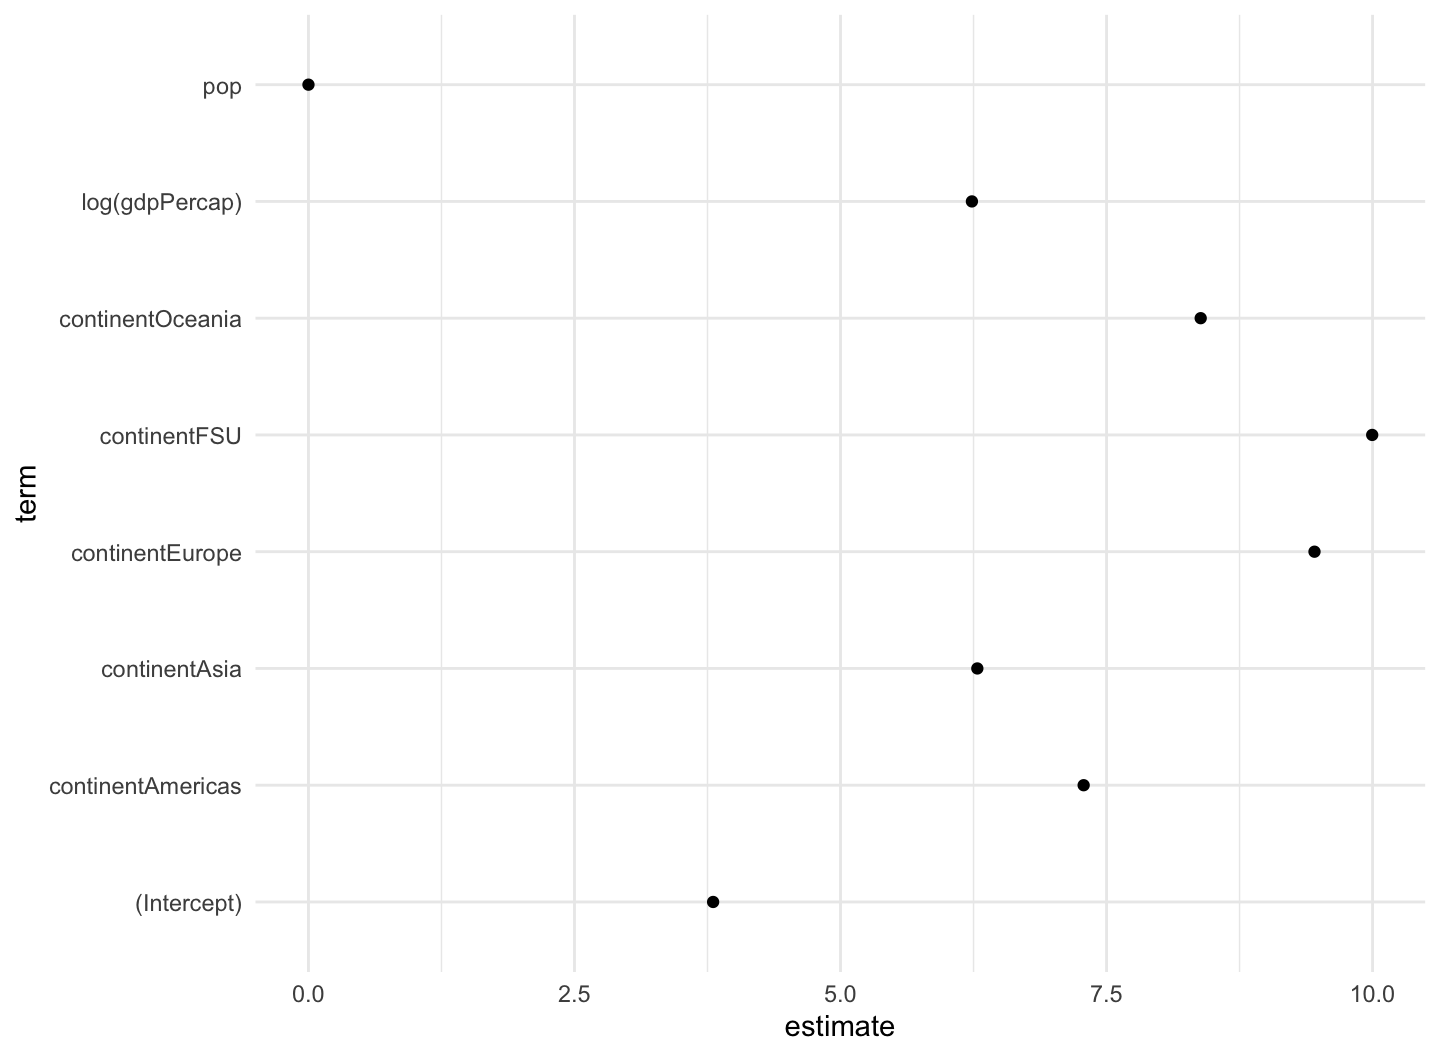 pop
log(gdpPercap)
continentOceania
continentFSU
continentEurope
continentAsia
continentAmericas
(Intercept)
term
0.0 2.5 5.0 7.5 10.0
estimate